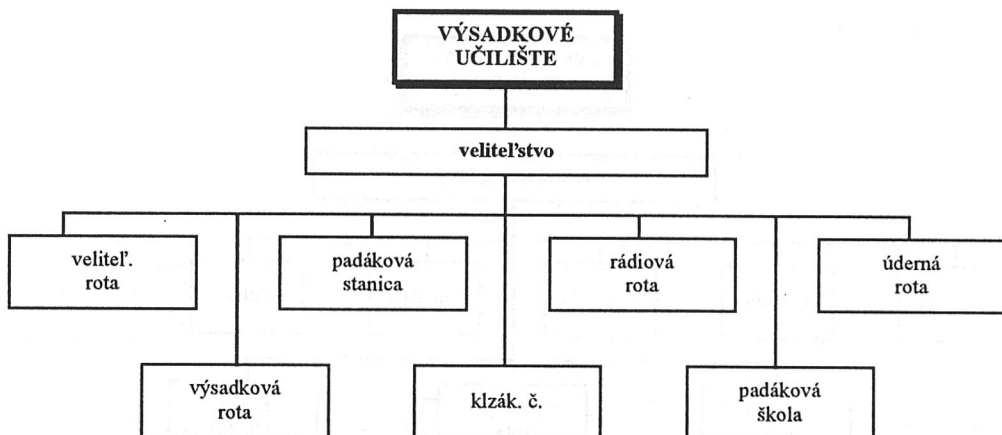 VÝSADKOVÉ
UČILIŠTE
veliteľstvo
veliteľ.
rota
padáková
stanica
rádiová
rota
úderná
rota
výsadková
rota
klzák. č.
padáková
škola